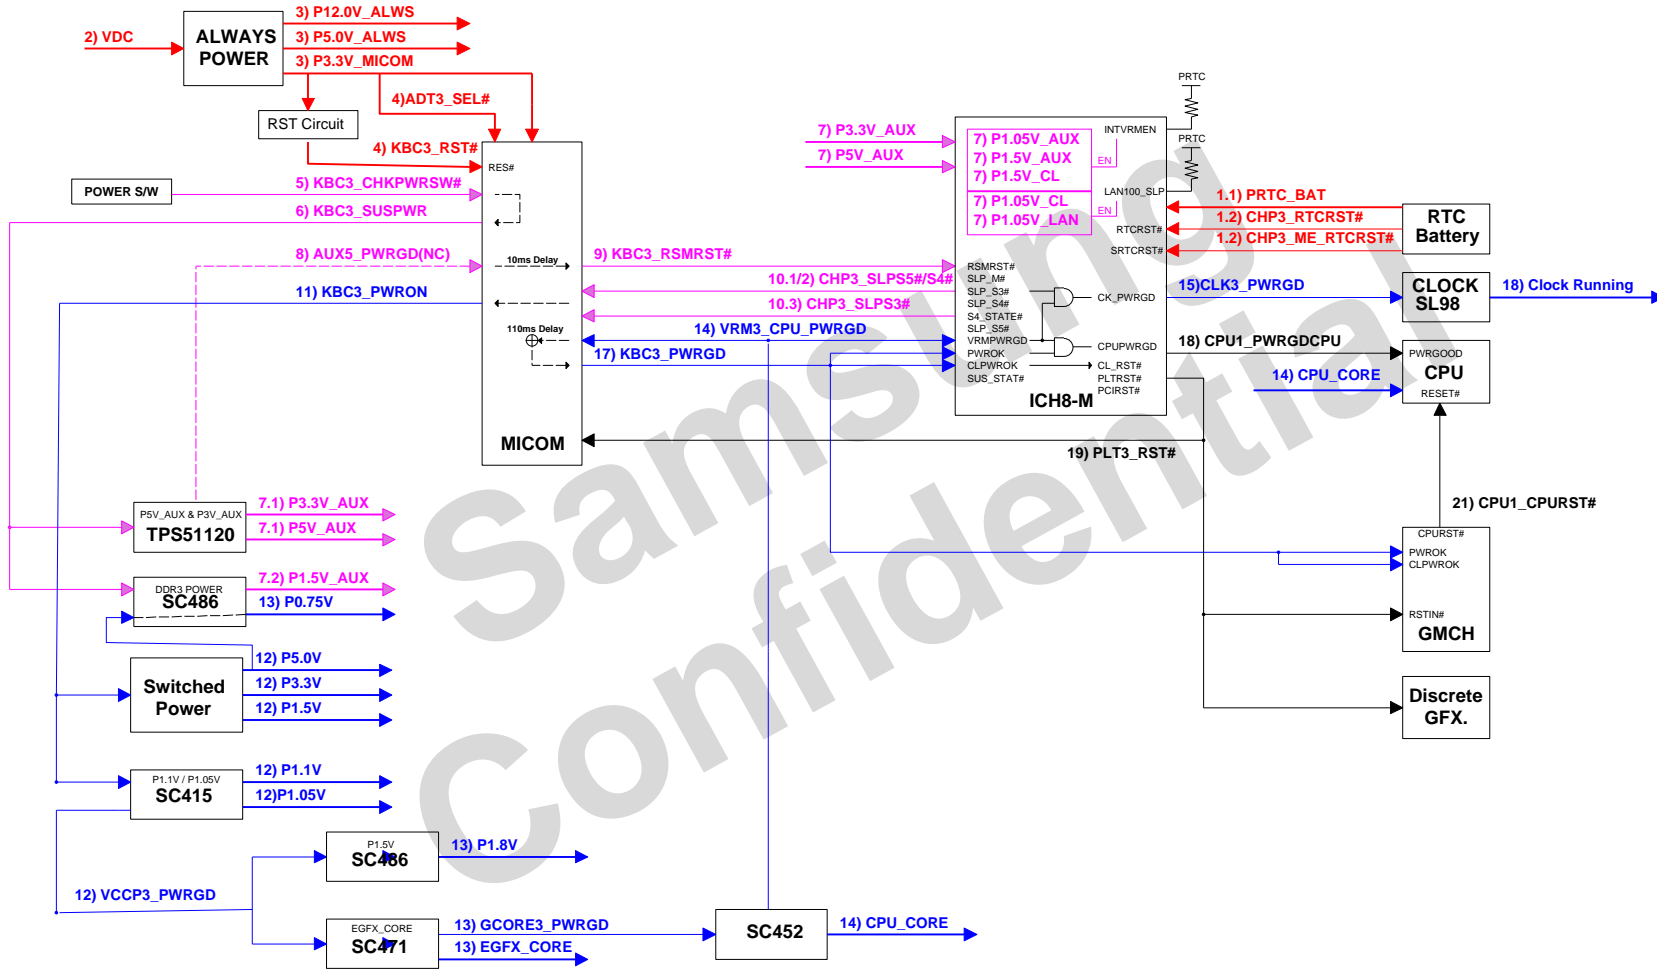 3) P12.0V_ALWS
2) VDC
ALWAYS
POWER
3) P5.0V_ALWS
3) P3.3V_MICOM
4)ADT3_SEL#
RST Circuit
4) KBC3_RST#
RES#
POWER S/W
5) KBC3_CHKPWRSW#
6) KBC3_SUSPWR
8) AUX5_PWRGD(NC)
10ms Delay
11) KBC3_PWRON
110ms Delay
MICOM
9) KBC3_RSMRST#
10.1/2) CHP3_SLPS5#/S4#
10.3) CHP3_SLPS3#
14) VRM3_CPU_PWRGD
17) KBC3_PWRGD
7) P3.3V_AUX
7) P5V_AUX
7) P1.05V_AUX
7) P1.5V_AUX
7) P1.5V_CL
EN
7) P1.05V_CL
7) P1.05V_LAN
EN
PRTC
INTVRMEN
PRTC
LAN100_SLP
RTCRST#
SRTCRST#
RSMRST#
SLP_M#
SLP_S3#
SLP_S4#
S4_STATE#
SLP_S5#
VRMPWRGD
PWROK
CLPWROK
SUS_STAT#
CK_PWRGD
CPUPWRGD
CL_RST#
PLTRST#
PCIRST#
ICH8-M
1.1) PRTC_BAT
1.2) CHP3_RTCRST#
1.2) CHP3_ME_RTCRST#
RTC
Battery
15)CLK3_PWRGD
CLOCK
SL98
18) Clock Running
18) CPU1_PWRGDCPU
14) CPU_CORE
PWRGOOD
CPU
RESET#
19) PLT3_RST#
21) CPU1_CPURST#
CPURST#
PWROK
CLPWROK
RSTIN#
GMCH
Discrete
GFX.
P5V_AUX & P3V_AUX
TPS51120
7.1) P3.3V_AUX
7.1) P5V_AUX
DDR3 POWER
SC486
7.2) P1.5V_AUX
13) P0.75V
Switched
Power
12) P5.0V
12) P3.3V
12) P1.5V
P1.1V / P1.05V
SC415
12) P1.1V
12)P1.05V
P1.5V
SC486
13) P1.8V
12) VCCP3_PWRGD
EGFX_CORE
SC471
13) GCORE3_PWRGD
13) EGFX_CORE
SC452
14) CPU_CORE
Samsung
Confidential